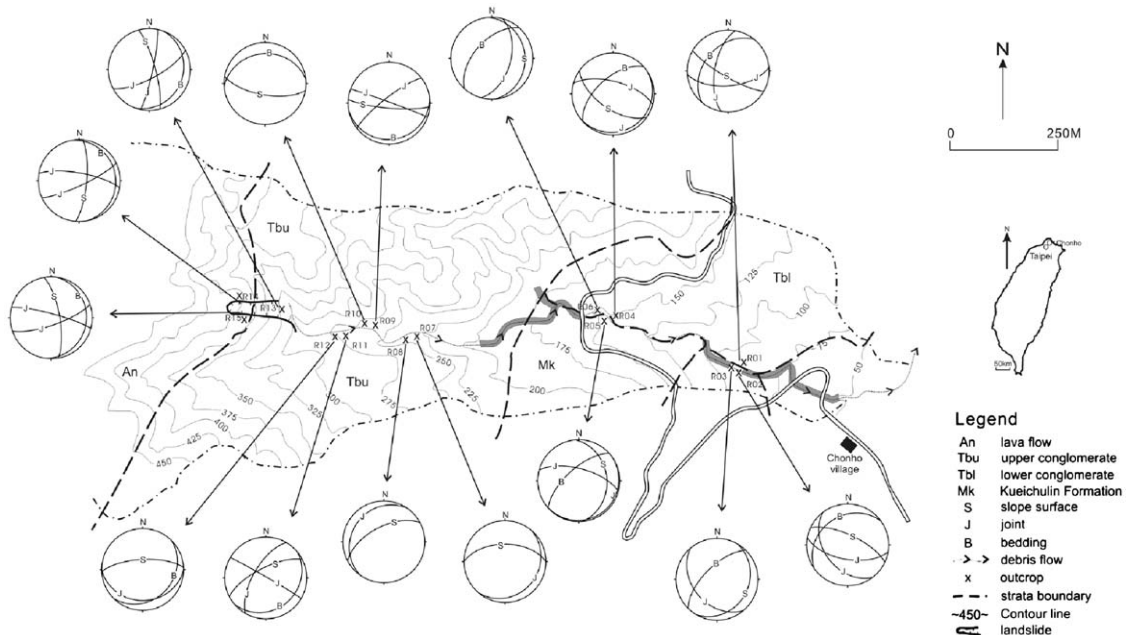 N
N
N
N
N
N
N
S
J
J
B
B
S
J
J
S
B
B
S
J
B
J
S
J
B
S
J
J
N
0
250M
N
B
J
J
S
Tbu
Tbl
125
150
100
75
50
N
Chonho
Taipei
80km
N
S
B
J
J
R14
R13
R15
R10
R09
R06
R04
R05
R12
R11
R08
R07
R01
R03
R02
An
Tbu
Mk
175
200
225
250
275
300
325
350
375
400
425
450
Chonho
village
Legend
An lava flow
Tbu upper conglomerate
Tbl lower conglomerate
Mk Kueichulin Formation
S slope surface
J joint
B bedding
debris flow
x outcrop
strata boundary
~450~ Contour line
landslide
N
S
J
B
N
S
B
J
N
S
J
J
B
N
J
S
N
S
J
N
B
J
S
N
B
S
J
J